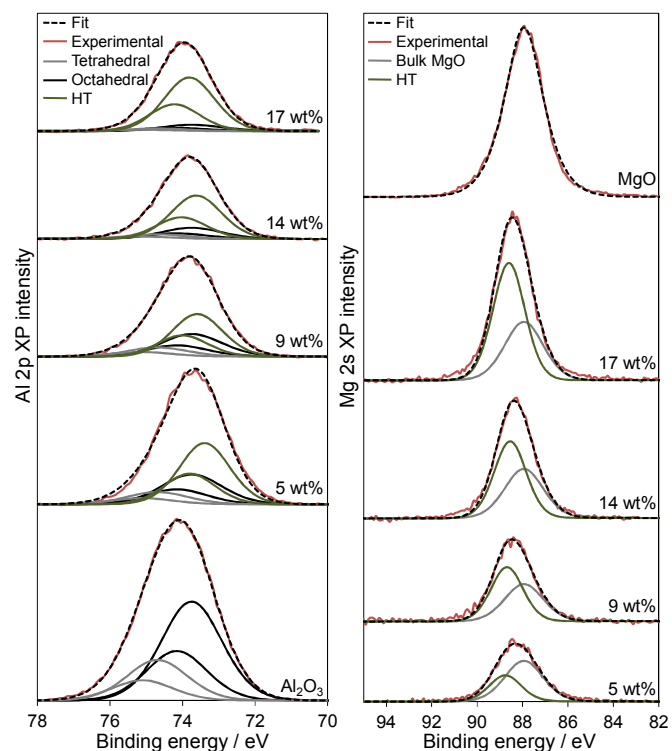 Fit
Experimental
Tetrahedral
Octahedral
HT
17 wt%
14 wt%
9 wt%
5 wt%
Al₂O₃
Al 2p XP intensity
78 76 74 72 70
Binding energy / eV
Fit
Experimental
Bulk MgO
HT
MgO
17 wt%
14 wt%
9 wt%
5 wt%
Mg 2s XP intensity
94 92 90 88 86 84 82
Binding energy / eV